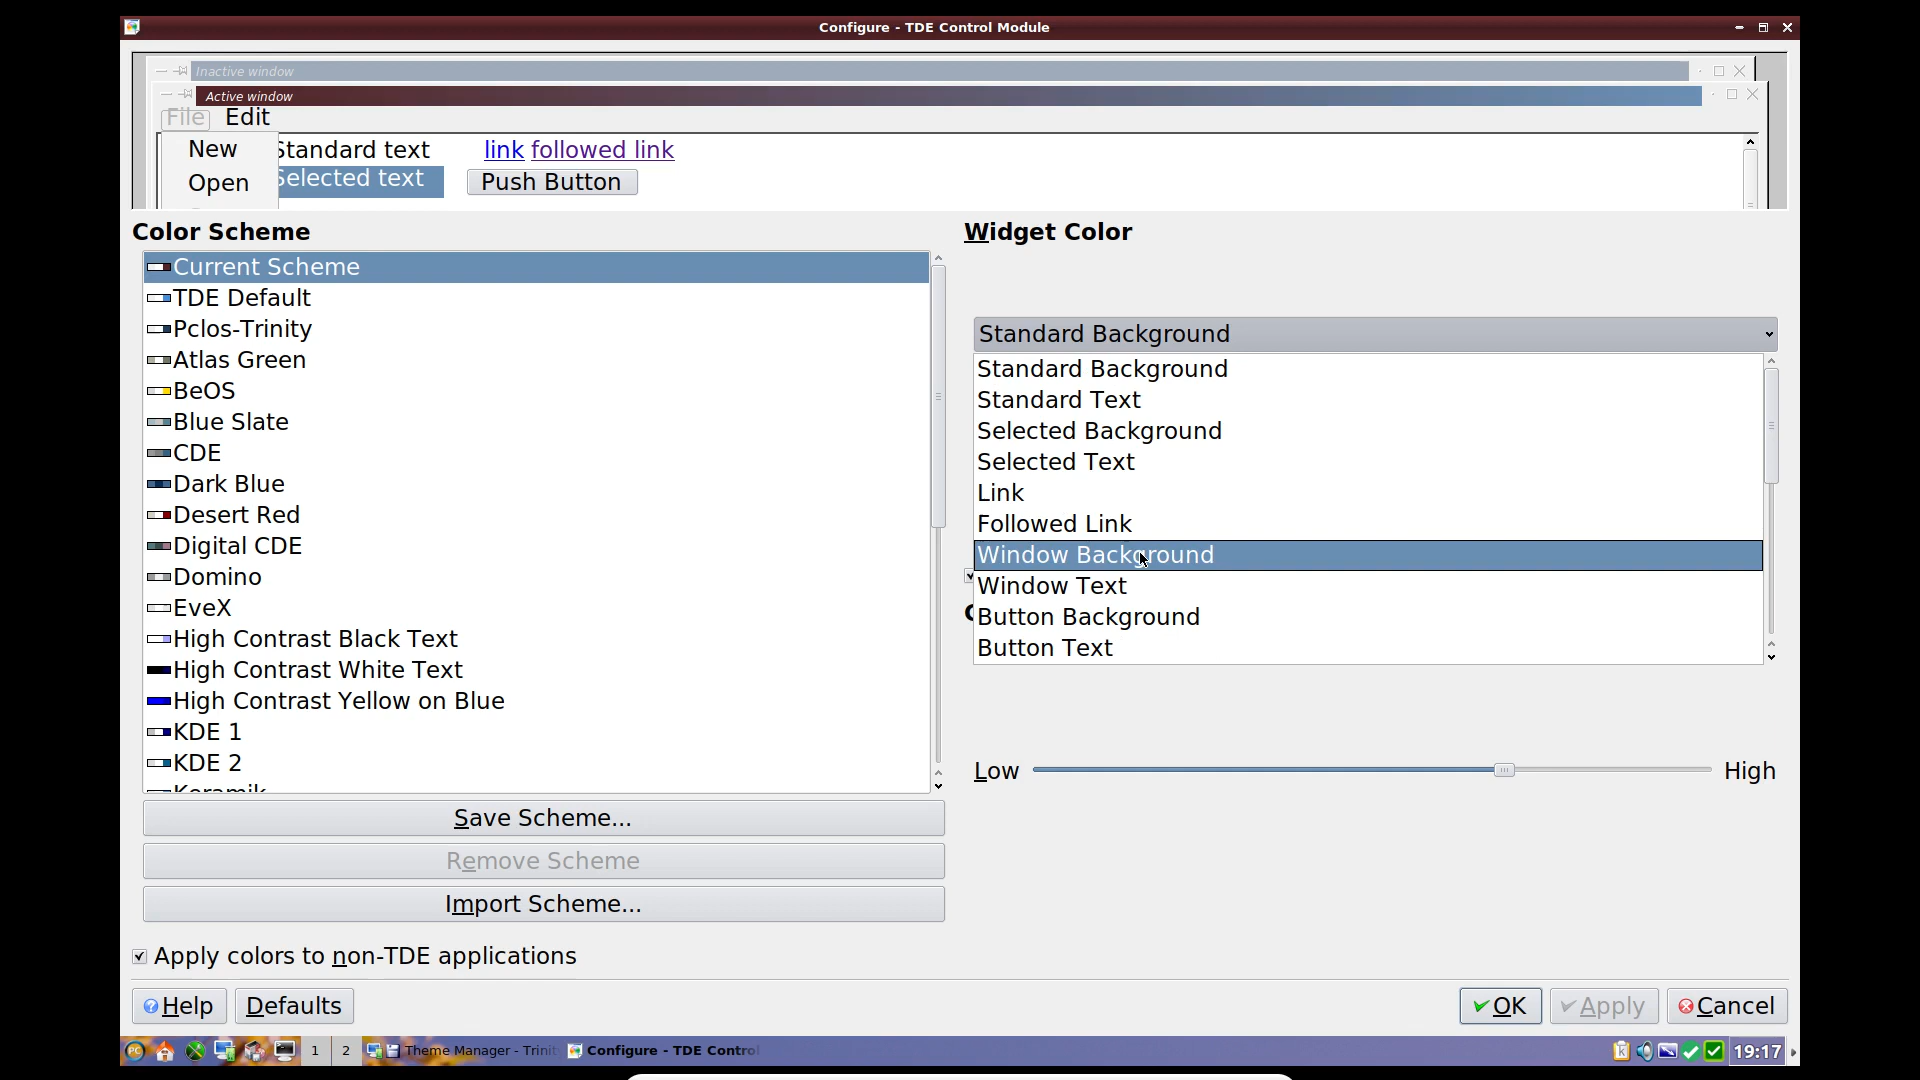 Configure - TDE Control Module
Inactive window
Active window
File Edit
New
Open
Standard text
link followed link
Selected text
Push Button
Color Scheme
Current Scheme
TDE Default
Pclos-Trinity
Atlas Green
BeOS
Blue Slate
CDE
Dark Blue
Desert Red
Digital CDE
Domino
EveX
High Contrast Black Text
High Contrast White Text
High Contrast Yellow on Blue
KDE 1
KDE 2
Keramik
Save Scheme...
Remove Scheme
Import Scheme...
Apply colors to non-TDE applications
Widget Color
Standard Background
Standard Background
Standard Text
Selected Background
Selected Text
Link
Followed Link
Window Background
Window Text
Button Background
Button Text
Low High
Help Defaults OK Apply Cancel
1 2 Theme Manager - Trinit Configure - TDE Control 19:17